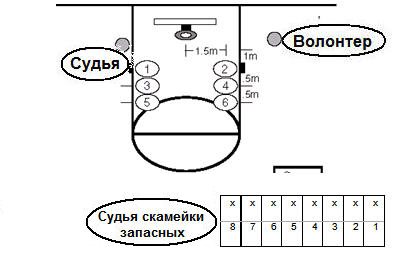 1.5m
Волонтер
1m
Судья
1 2
.5m
3 4
.5m
5 6
Судья скамейки
запасных
x x x x x x x x
8 7 6 5 4 3 2 1